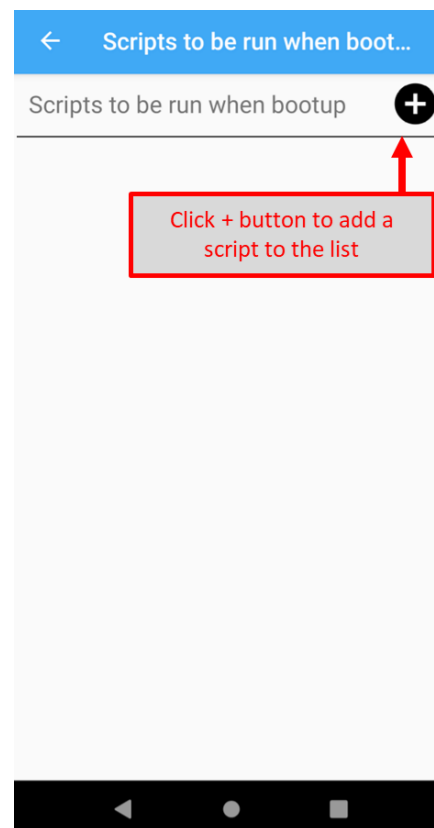 Scripts to be run when boot...
Scripts to be run when bootup
Click + button to add a
script to the list